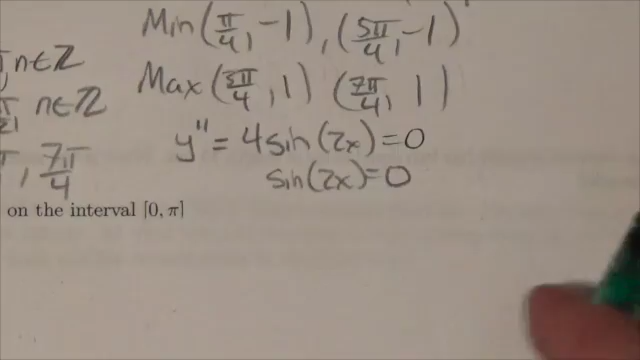 Min (π/4, -1), (5π/4, -1)
n∈ℤ
Max (3π/4, 1) (7π/4, 1)
n∈ℤ
y'' = 4sin(2x) = 0
, 7π/4
sin(2x) = 0
on the interval [0, π]